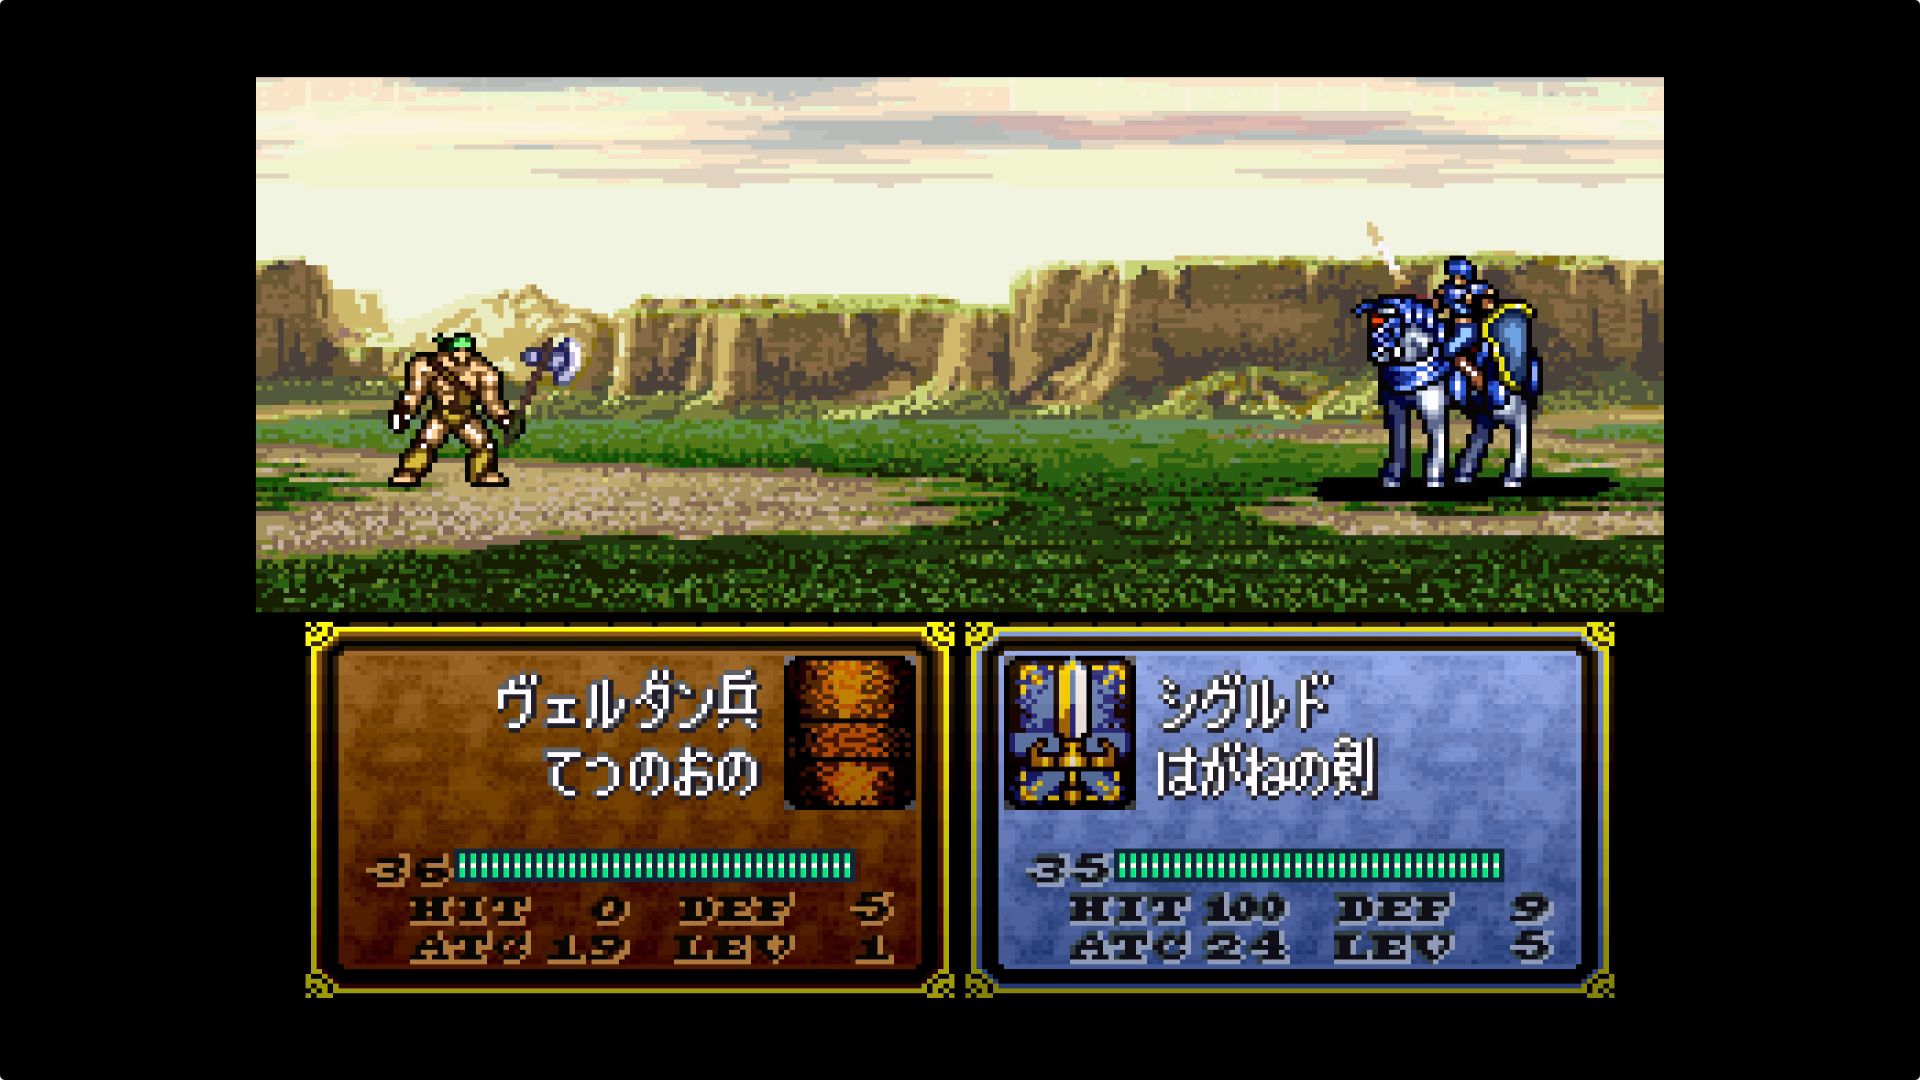 ヴェルダン兵
てつのおの
36
HIT 0 DEF 5
ATC 19 LEV 1
シグルド
はがねの剣
35
HIT 100 DEF 9
ATC 24 LEV 5